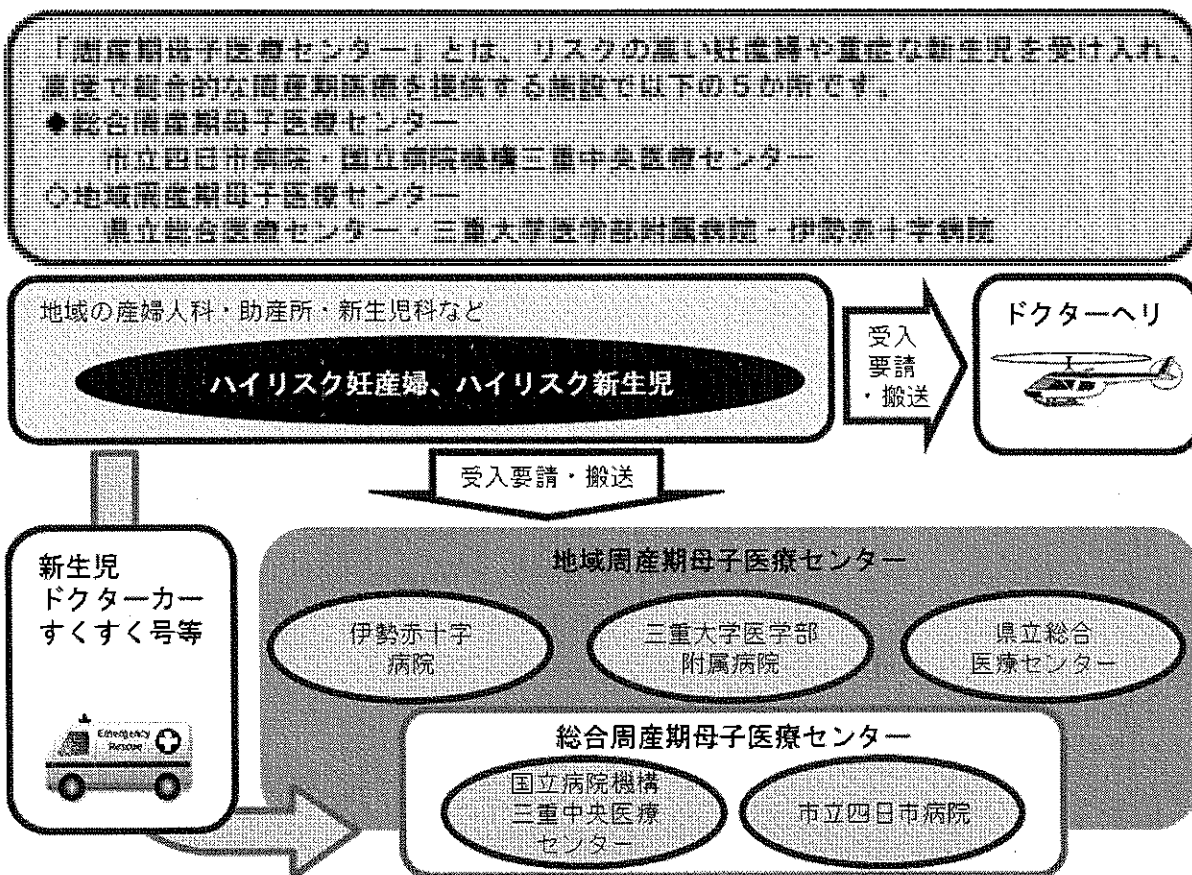 「周産期母子医療センター」とは、リスクの高い妊産婦や重症な新生児を受け入れ、
高度で総合的な周産期医療を提供する施設で以下の5か所です。
◆総合周産期母子医療センター
市立四日市病院・国立病院機構三重中央医療センター
○地域周産期母子医療センター
県立総合医療センター・三重大学医学部附属病院・伊勢赤十字病院
地域の産婦人科・助産所・新生児科など
ハイリスク妊産婦、ハイリスク新生児
受入
要請
・搬送
ドクターヘリ
受入要請・搬送
新生児
ドクターカー
すくすく号等
Emergency
Rescue
地域周産期母子医療センター
伊勢赤十字
病院
三重大学医学部
附属病院
県立総合
医療センター
総合周産期母子医療センター
国立病院機構
三重中央医療
センター
市立四日市病院